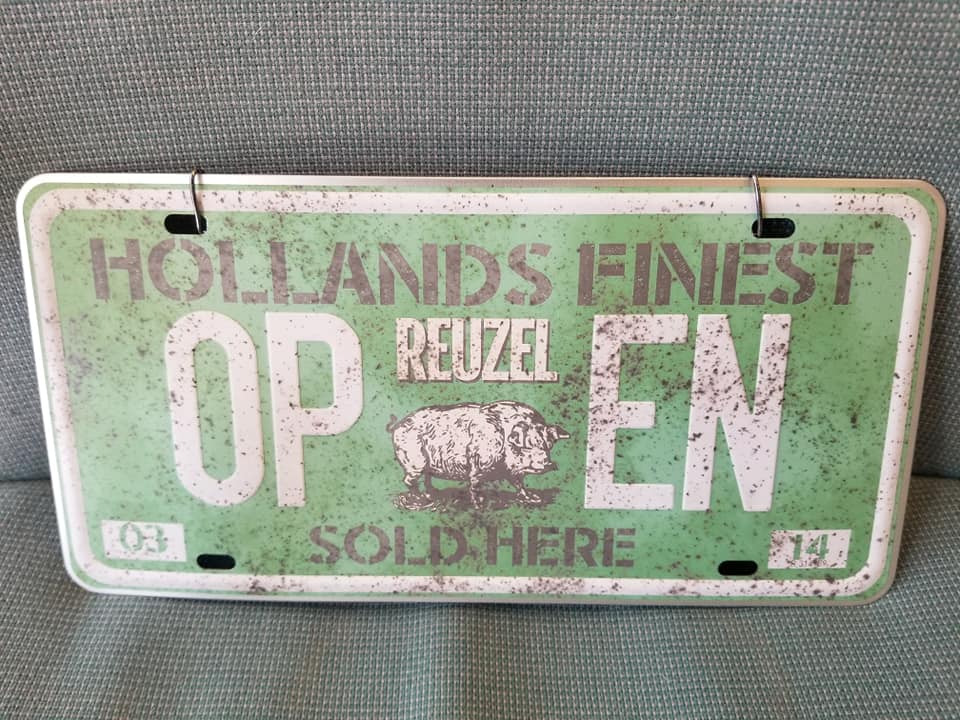 HOLLANDS FINEST
OP REUZEL EN
SOLD HERE
03
14